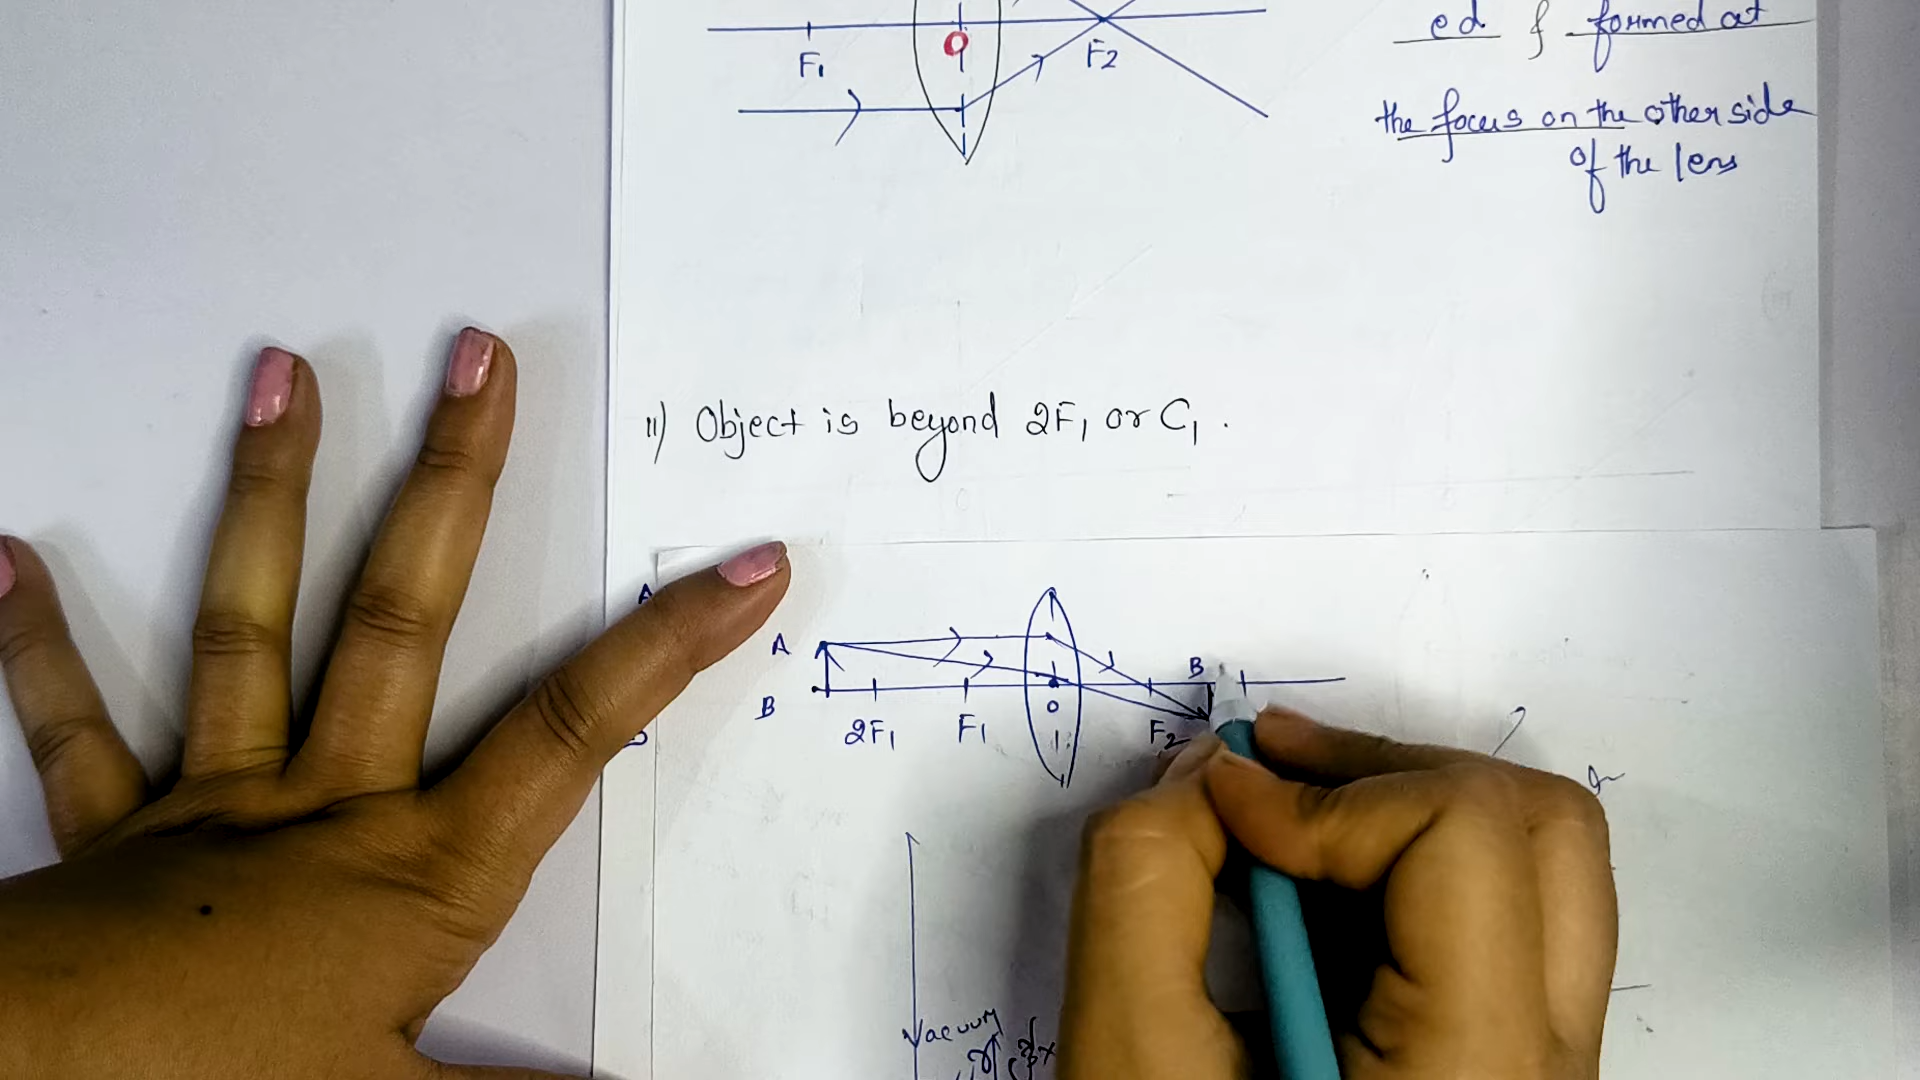 ed & formed at
O
F₁
F2
the focus on the other side
of the lens
11) Object is beyond 2F₁ or C₁ .
A
A
B
B
2F₁
F₁
O
F2
Vacuum